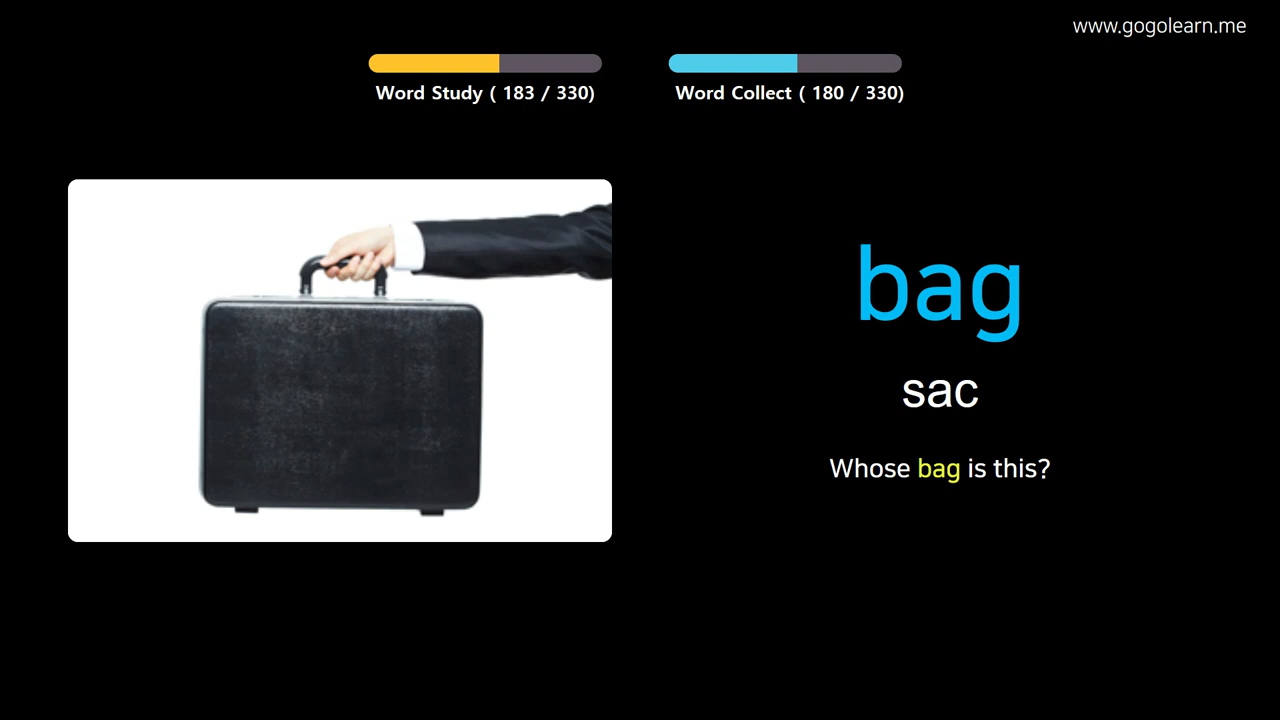 www.gogolearn.me
Word Study ( 183 / 330)
Word Collect ( 180 / 330)
bag
sac
Whose bag is this?